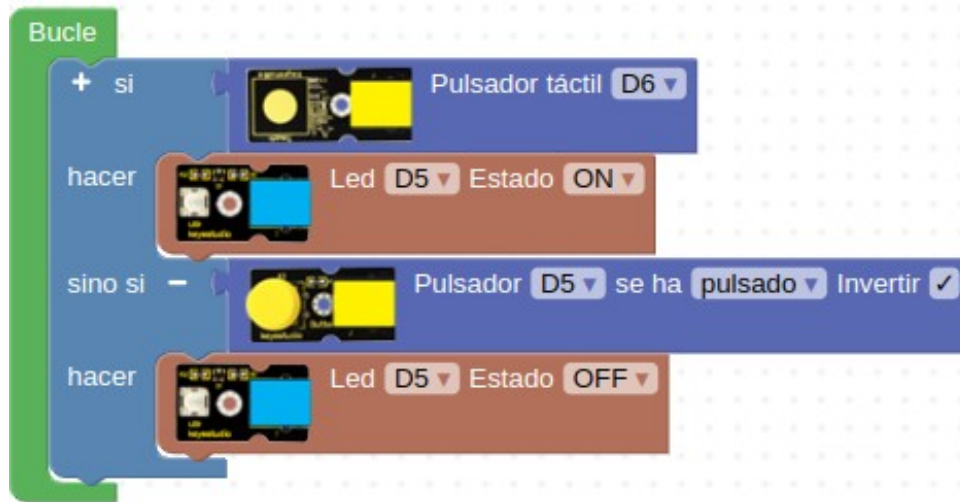 Bucle
+ si Pulsador táctil D6
hacer Led D5 Estado ON
sino si - Pulsador D5 se ha pulsado Invertir ✓
hacer Led D5 Estado OFF